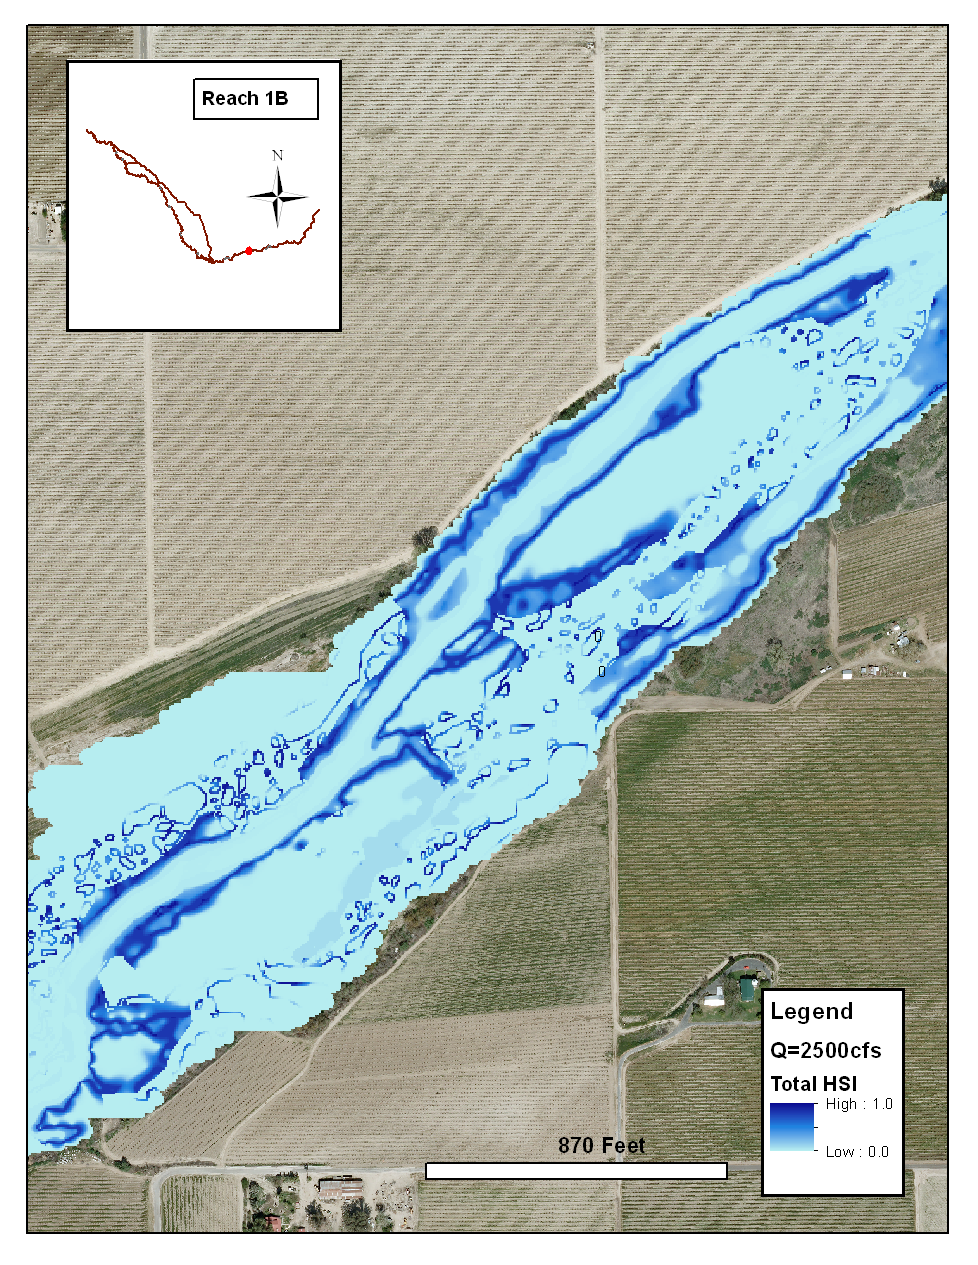 Reach 1B
N
Legend
Q=2500cfs
Total HSI
High : 1.0
Low : 0.0
870 Feet